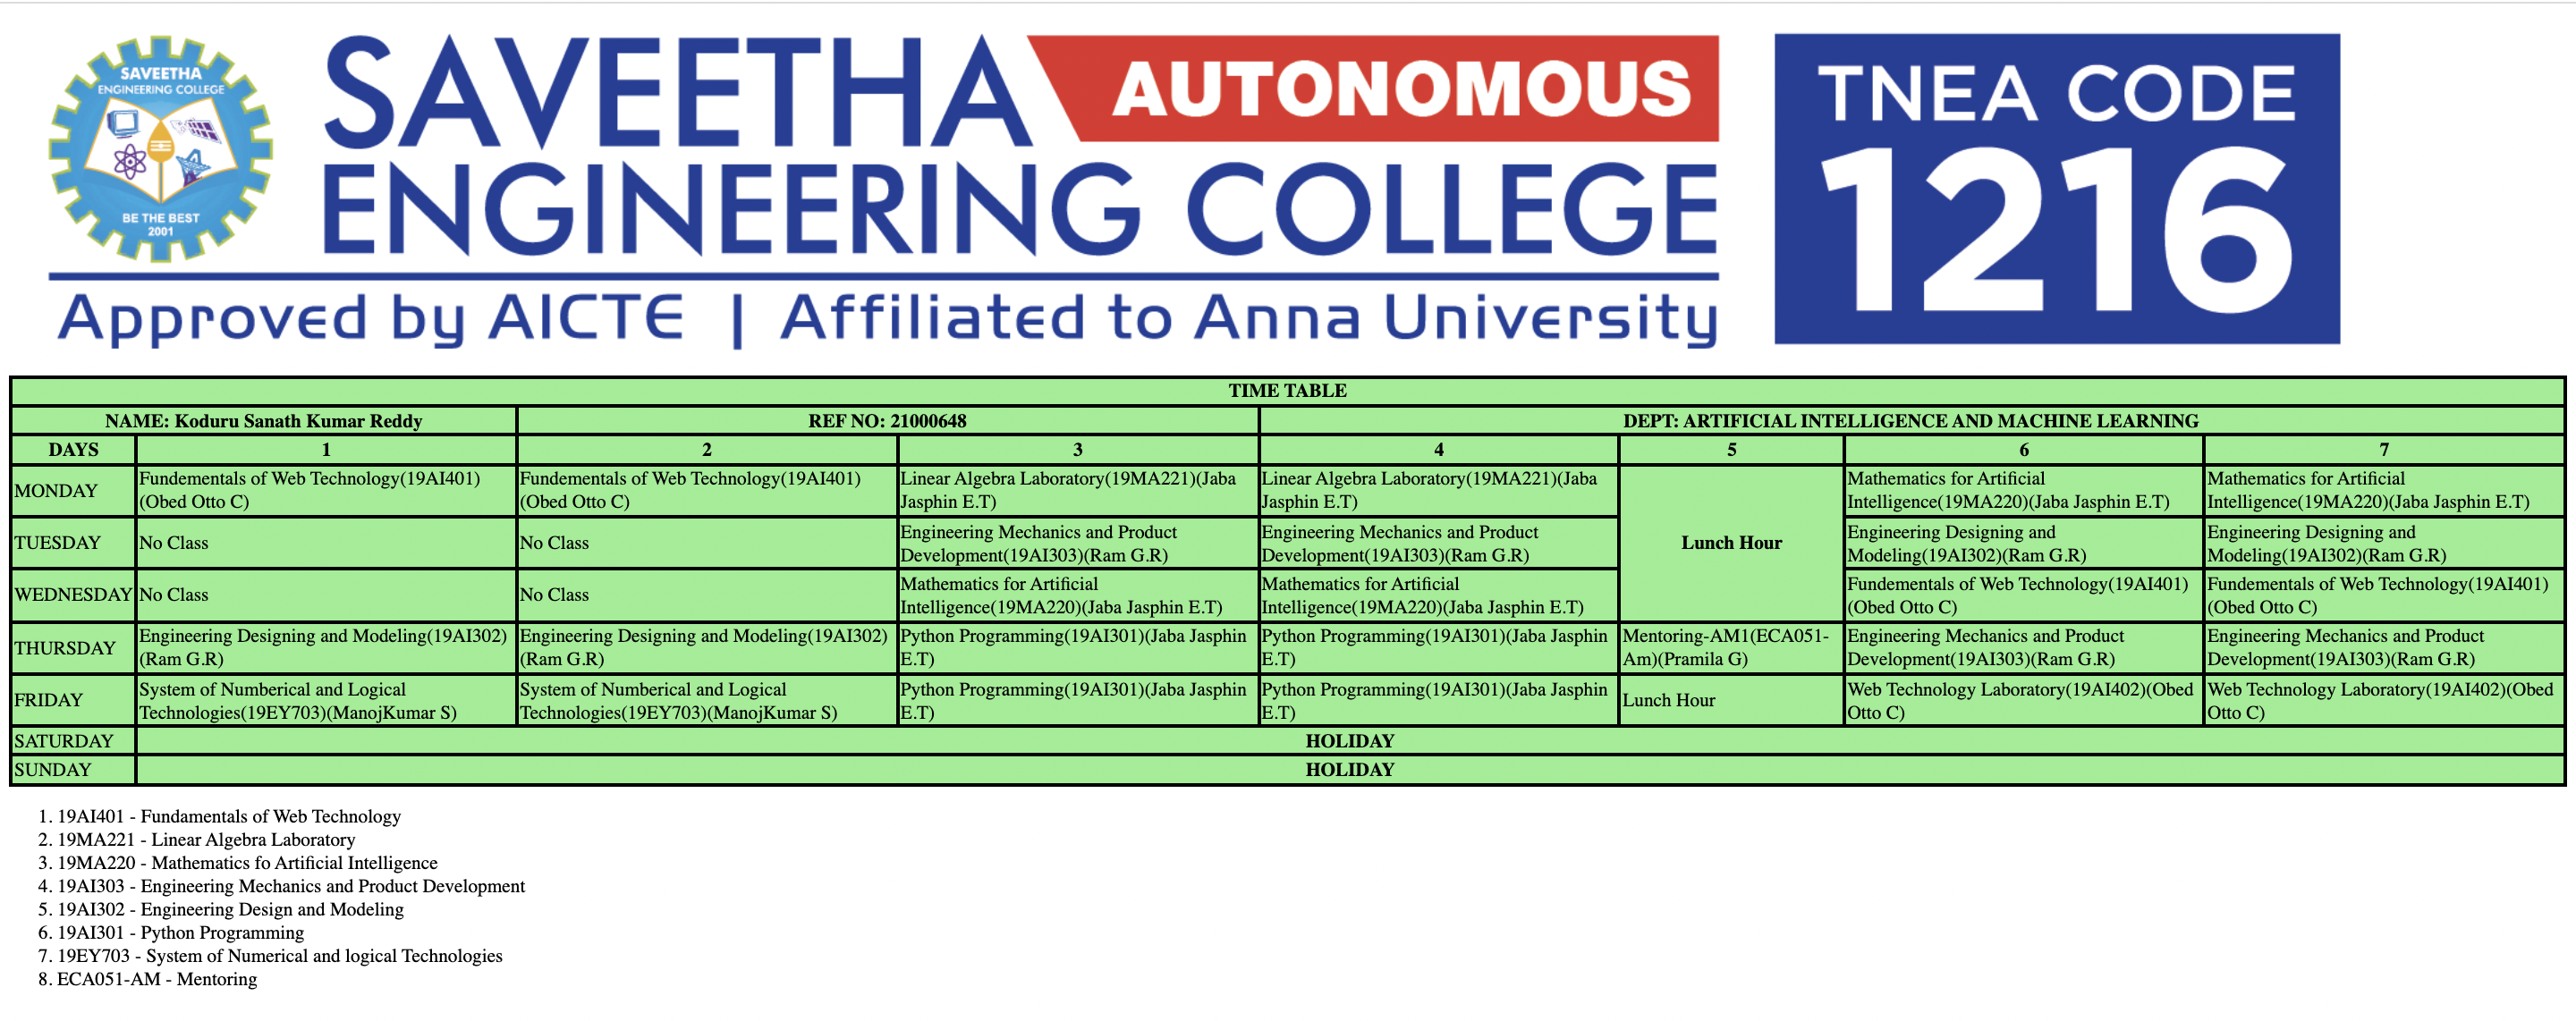 SAVEETHA
ENGINEERING COLLEGE
BE THE BEST
2001
SAVEETHA AUTONOMOUS
ENGINEERING COLLEGE
Approved by AICTE | Affiliated to Anna University
TNEA CODE
1216
TIME TABLE
NAME: Koduru Sanath Kumar Reddy REF NO: 21000648 DEPT: ARTIFICIAL INTELLIGENCE AND MACHINE LEARNING
DAYS 1 2 3 4 5 6 7
MONDAY
Fundementals of Web Technology(19AI401)
(Obed Otto C)
Fundementals of Web Technology(19AI401)
(Obed Otto C)
Linear Algebra Laboratory(19MA221)(Jaba
Jasphin E.T)
Linear Algebra Laboratory(19MA221)(Jaba
Jasphin E.T)
Lunch Hour
Mathematics for Artificial
Intelligence(19MA220)(Jaba Jasphin E.T)
Mathematics for Artificial
Intelligence(19MA220)(Jaba Jasphin E.T)
TUESDAY
No Class
No Class
Engineering Mechanics and Product
Development(19AI303)(Ram G.R)
Engineering Mechanics and Product
Development(19AI303)(Ram G.R)
Engineering Designing and
Modeling(19AI302)(Ram G.R)
Engineering Designing and
Modeling(19AI302)(Ram G.R)
WEDNESDAY
No Class
No Class
Mathematics for Artificial
Intelligence(19MA220)(Jaba Jasphin E.T)
Mathematics for Artificial
Intelligence(19MA220)(Jaba Jasphin E.T)
Fundementals of Web Technology(19AI401)
(Obed Otto C)
Fundementals of Web Technology(19AI401)
(Obed Otto C)
THURSDAY
Engineering Designing and Modeling(19AI302)
(Ram G.R)
Engineering Designing and Modeling(19AI302)
(Ram G.R)
Python Programming(19AI301)(Jaba Jasphin
E.T)
Python Programming(19AI301)(Jaba Jasphin
E.T)
Mentoring-AM1(ECA051-
Am)(Pramila G)
Engineering Mechanics and Product
Development(19AI303)(Ram G.R)
Engineering Mechanics and Product
Development(19AI303)(Ram G.R)
FRIDAY
System of Numberical and Logical
Technologies(19EY703)(ManojKumar S)
System of Numberical and Logical
Technologies(19EY703)(ManojKumar S)
Python Programming(19AI301)(Jaba Jasphin
E.T)
Python Programming(19AI301)(Jaba Jasphin
E.T)
Lunch Hour
Web Technology Laboratory(19AI402)(Obed
Otto C)
Web Technology Laboratory(19AI402)(Obed
Otto C)
SATURDAY HOLIDAY
SUNDAY HOLIDAY
1. 19AI401 - Fundamentals of Web Technology
2. 19MA221 - Linear Algebra Laboratory
3. 19MA220 - Mathematics fo Artificial Intelligence
4. 19AI303 - Engineering Mechanics and Product Development
5. 19AI302 - Engineering Design and Modeling
6. 19AI301 - Python Programming
7. 19EY703 - System of Numerical and logical Technologies
8. ECA051-AM - Mentoring